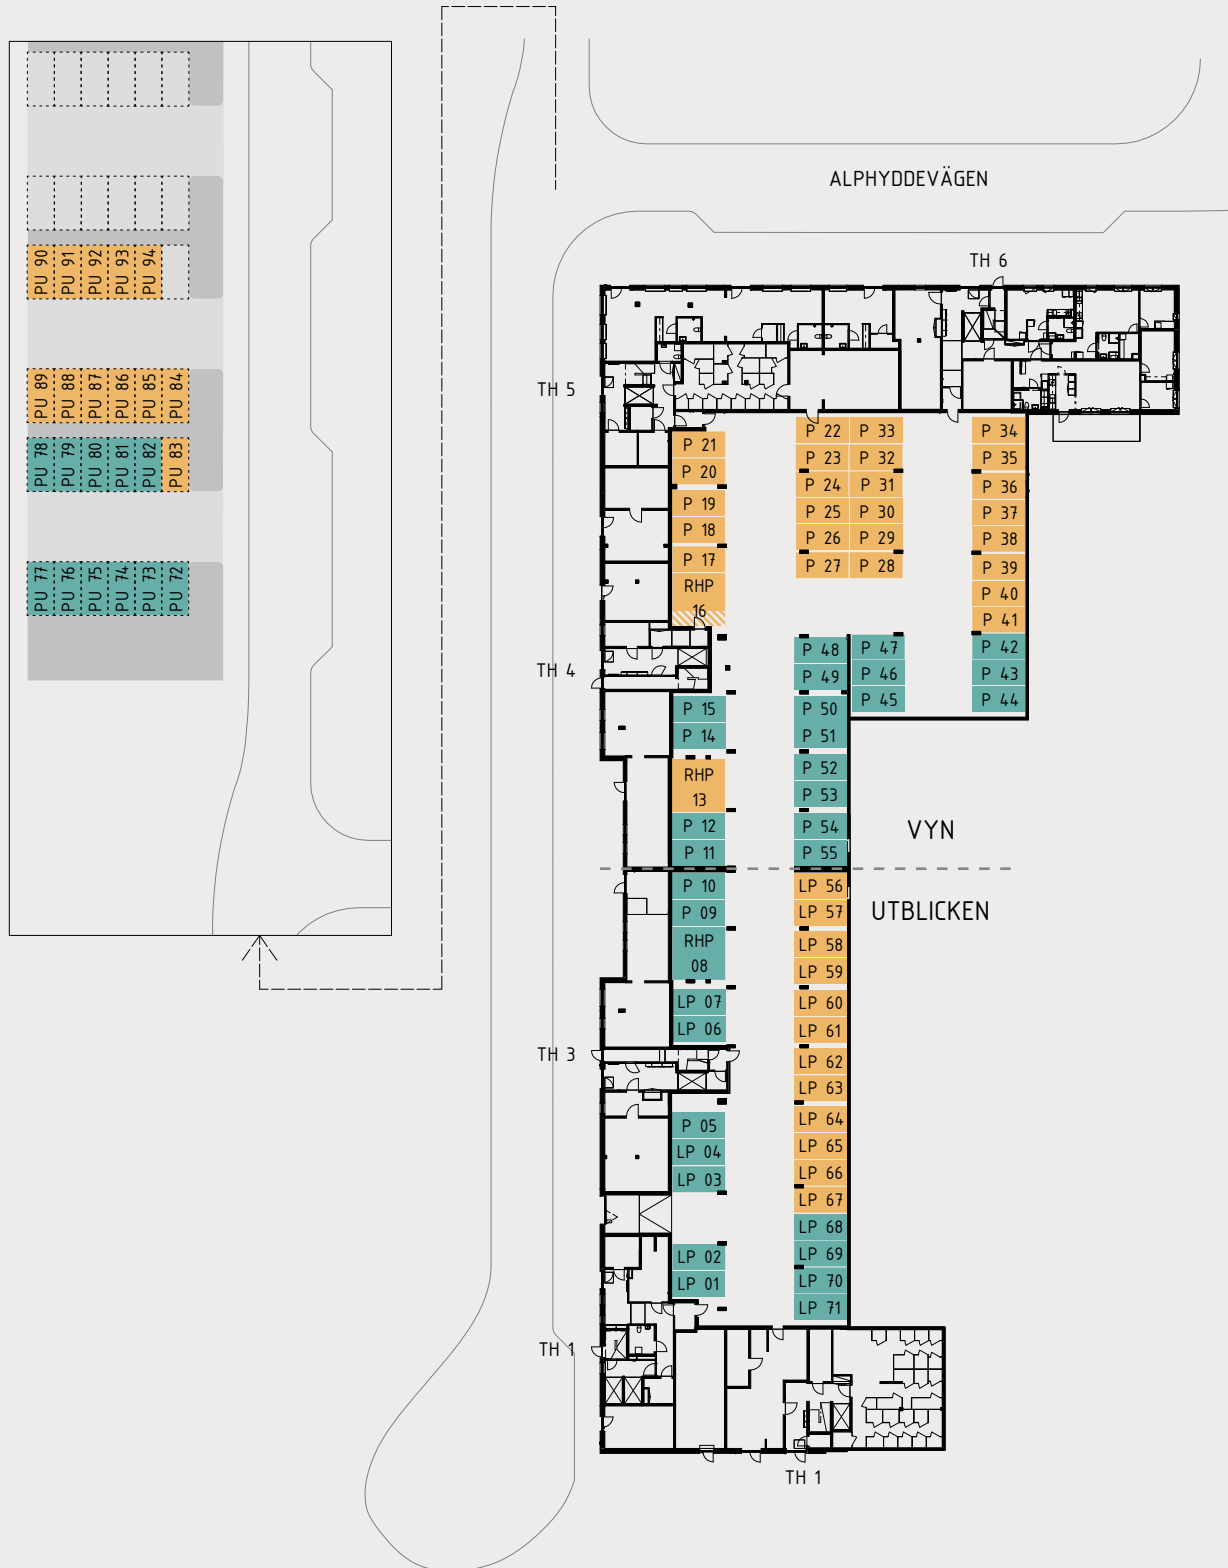 ALPHYDDEVÄGEN
TH 6
PU 90
PU 91
PU 92
PU 93
PU 94
PU 89
PU 88
PU 87
PU 86
PU 85
PU 84
PU 78
PU 79
PU 80
PU 81
PU 82
PU 83
PU 77
PU 76
PU 75
PU 74
PU 73
PU 72
TH 5
P 21
P 20
P 19
P 18
P 17
RHP
16
P 22
P 23
P 24
P 25
P 26
P 27
P 33
P 32
P 31
P 30
P 29
P 28
P 34
P 35
P 36
P 37
P 38
P 39
P 40
P 41
P 42
P 43
P 44
TH 4
P 48
P 49
P 47
P 46
P 45
P 15
P 14
RHP
13
P 12
P 11
P 50
P 51
P 52
P 53
P 54
P 55
VYN
UTBLICKEN
P 10
P 09
RHP
08
LP 07
LP 06
LP 56
LP 57
LP 58
LP 59
LP 60
LP 61
LP 62
LP 63
LP 64
LP 65
LP 66
LP 67
LP 68
LP 69
LP 70
LP 71
TH 3
P 05
LP 04
LP 03
LP 02
LP 01
TH 1
TH 1